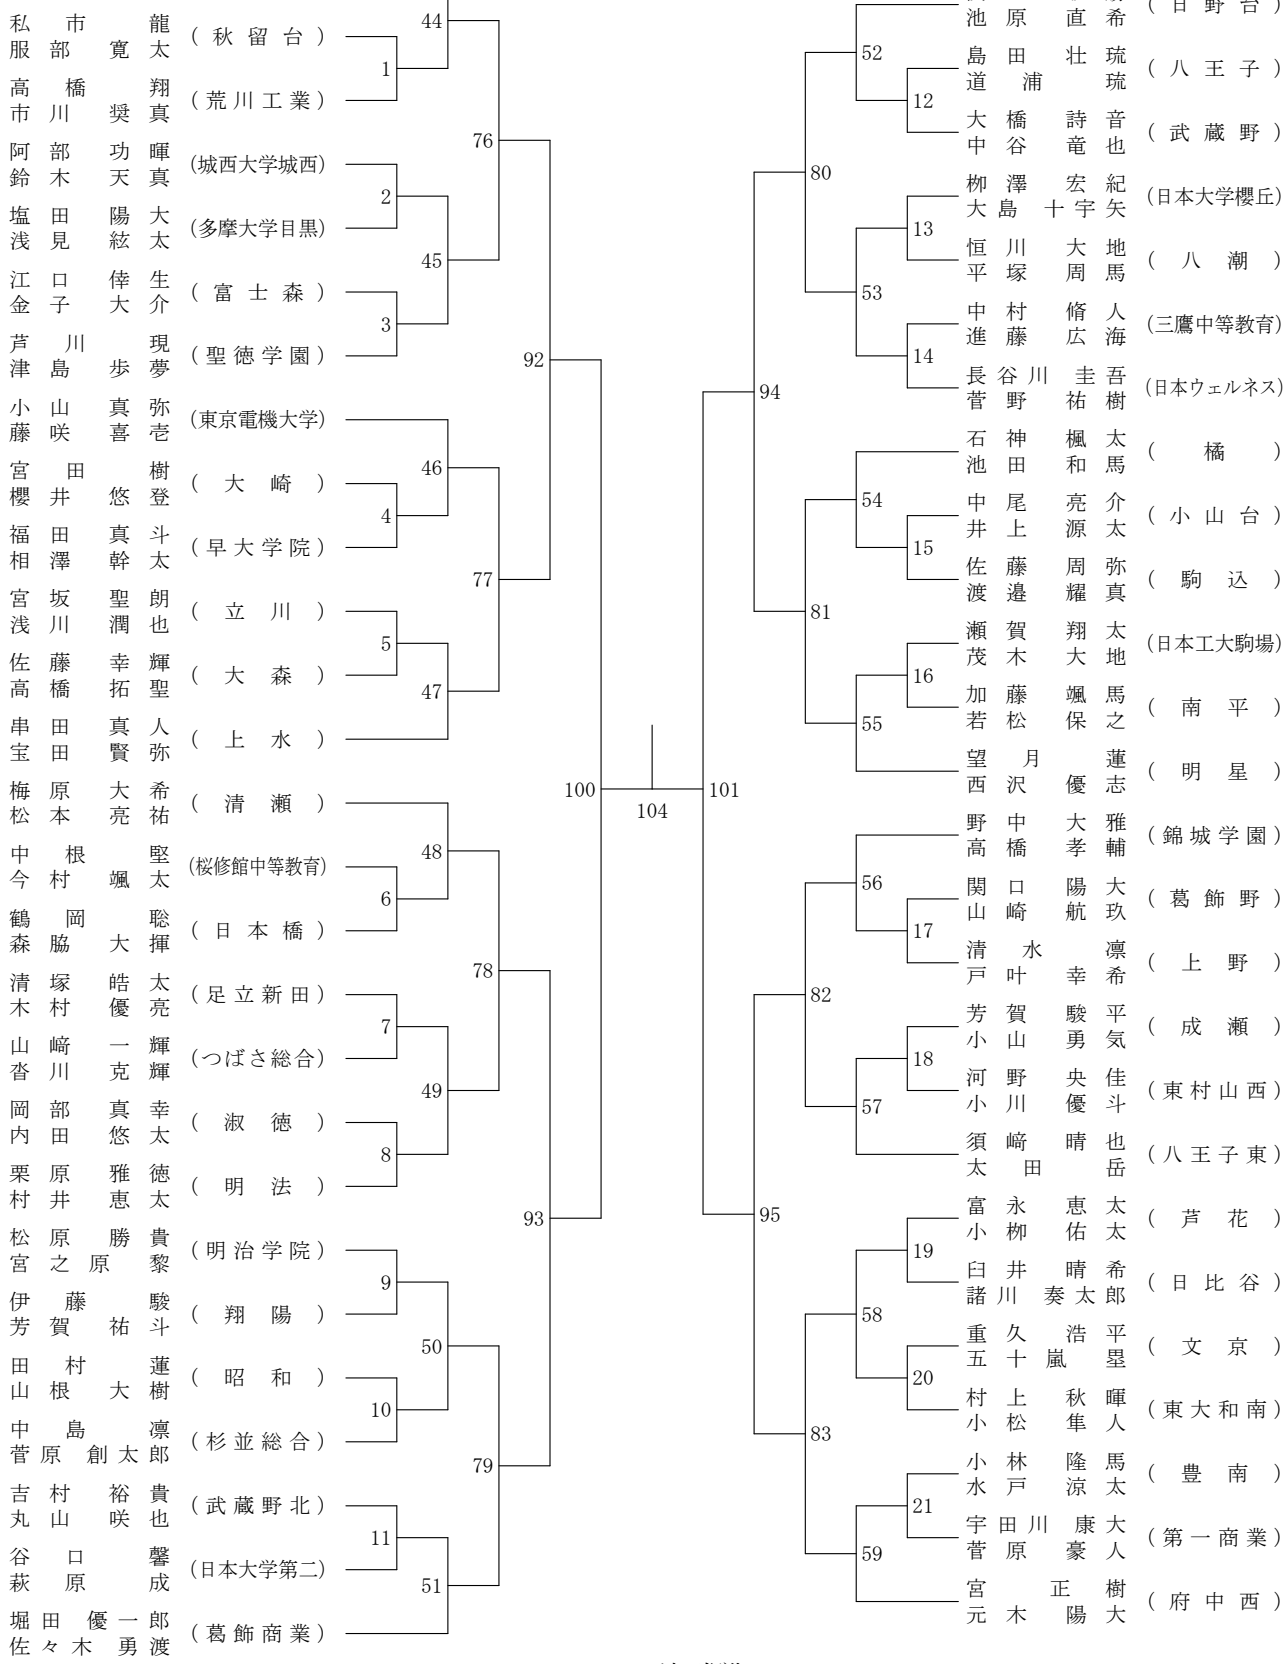 私市 龍
服部 寛太
(秋留台)
高橋 翔
市川 奨真
(荒川工業)
阿部 功暉
鈴木 天真
(城西大学城西)
塩田 陽大
浅見 絃太
(多摩大学目黒)
江口 倖生
金子 大介
(富士森)
芦川 現
津島 歩夢
(聖徳学園)
小山 真弥
藤咲 喜壱
(東京電機大学)
宮田 樹
櫻井 悠登
(大崎)
福田 真斗
相澤 幹太
(早大学院)
宮坂 聖朗
浅川 潤也
(立川)
佐藤 幸輝
高橋 拓聖
(大森)
串田 真人
宝田 賢弥
(上水)
梅原 大希
松本 亮祐
(清瀬)
中根 堅
今村 颯太
(桜修館中等教育)
鶴岡 聡
森脇 大揮
(日本橋)
清塚 皓太
木村 優亮
(足立新田)
山﨑 一輝
沓川 克輝
(つばさ総合)
岡部 真幸
内田 悠太
(淑徳)
栗原 雅徳
村井 恵太
(明法)
松原 勝貴
宮之原 黎
(明治学院)
伊藤 駿
芳賀 祐斗
(翔陽)
田村 蓮
山根 大樹
(昭和)
中島 凛
菅原 創太郎
(杉並総合)
吉村 裕貴
丸山 咲也
(武蔵野北)
谷口 馨
萩原 成
(日本大学第二)
堀田 優一郎
佐々木 勇渡
(葛飾商業)
1
2
3
4
5
6
7
8
9
10
11
44
45
46
47
48
49
50
51
76
77
78
79
92
93
100
104
101
94
95
80
81
82
83
52
53
54
55
56
57
58
59
12
13
14
15
16
17
18
19
20
21
池原 直希
(日野台)
島田 壮琉
道浦 琉
(八王子)
大橋 詩音
中谷 竜也
(武蔵野)
栁澤 宏紀
大島 十宇矢
(日本大学櫻丘)
恒川 大地
平塚 周馬
(八潮)
中村 脩人
進藤 広海
(三鷹中等教育)
長谷川 圭吾
菅野 祐樹
(日本ウェルネス)
石神 楓太
池田 和馬
(橘)
中尾 亮介
井上 源太
(小山台)
佐藤 周弥
渡邉 耀真
(駒込)
瀬賀 翔太
茂木 大地
(日本工大駒場)
加藤 颯馬
若松 保之
(南平)
望月 蓮
西沢 優志
(明星)
野中 大雅
高橋 孝輔
(錦城学園)
関口 陽大
山崎 航玖
(葛飾野)
清水 凛
戸叶 幸希
(上野)
芳賀 駿平
小山 勇気
(成瀬)
河野 央佳
小川 優斗
(東村山西)
須﨑 晴也
太田 岳
(八王子東)
富永 恵太
小栁 佑太
(芦花)
臼井 晴希
諸川 奏太郎
(日比谷)
重久 浩平
五十嵐 塁
(文京)
村上 秋暉
小松 隼人
(東大和南)
小林 隆馬
水戸 涼太
(豊南)
宇田川 康大
菅原 豪人
(第一商業)
宮 正樹
元木 陽大
(府中西)